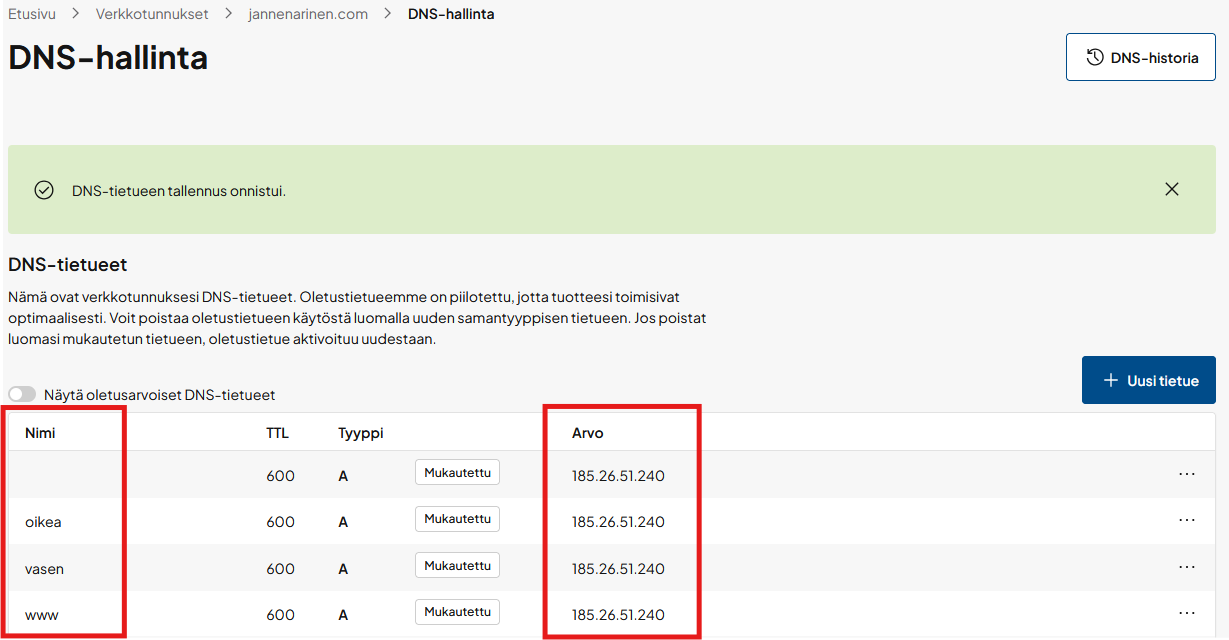 Etusivu > Verkkotunnukset > jannenarinen.com > DNS-hallinta
DNS-hallinta
DNS-historia
DNS-tietueen tallennus onnistui.
DNS-tietueet
Nämä ovat verkkotunnuksesi DNS-tietueet. Oletustietueemme on piilotettu, jotta tuotteesi toimisivat
optimaalisesti. Voit poistaa oletustietueen käytöstä luomalla uuden samantyyppisen tietueen. Jos poistat
luomasi mukautetun tietueen, oletustietue aktivoituu uudestaan.
+ Uusi tietue
Näytä oletusarvoiset DNS-tietueet
Nimi TTL Tyyppi Arvo
600 A Mukautettu 185.26.51.240 ...
oikea 600 A Mukautettu 185.26.51.240 ...
vasen 600 A Mukautettu 185.26.51.240 ...
www 600 A Mukautettu 185.26.51.240 ...